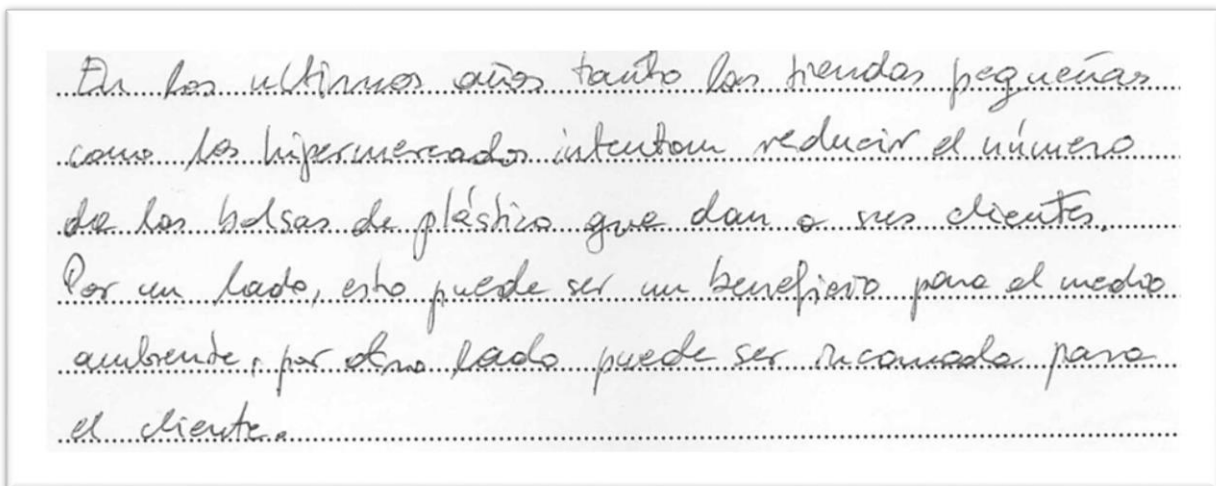 En los ultimos años tanto las tiendas pequeñas
como los hipermercados intentan reducir el número
de las bolsas de plástico que dan a sus clientes.
Por un lado, esto puede ser un beneficio para el medio
ambiente, por otro lado puede ser incomodo para
el cliente.